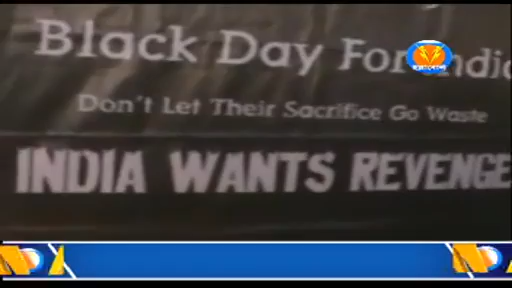 Black Day For India
Don't Let Their Sacrifice Go Waste
INDIA WANTS REVENGE